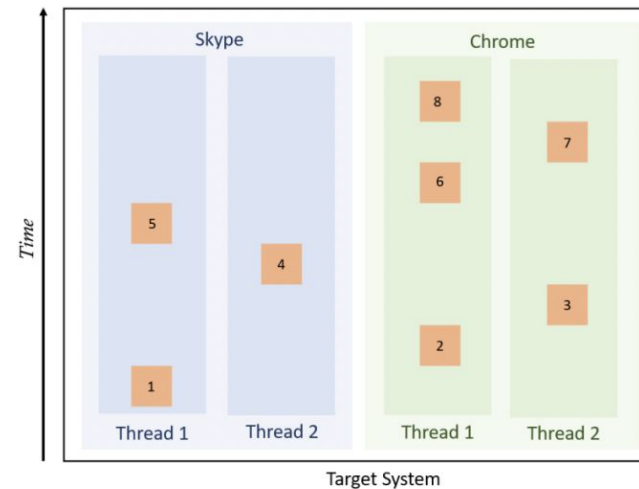 Skype
Chrome
8
7
6
5
4
3
2
1
Time
Thread 1
Thread 2
Thread 1
Thread 2
Target System